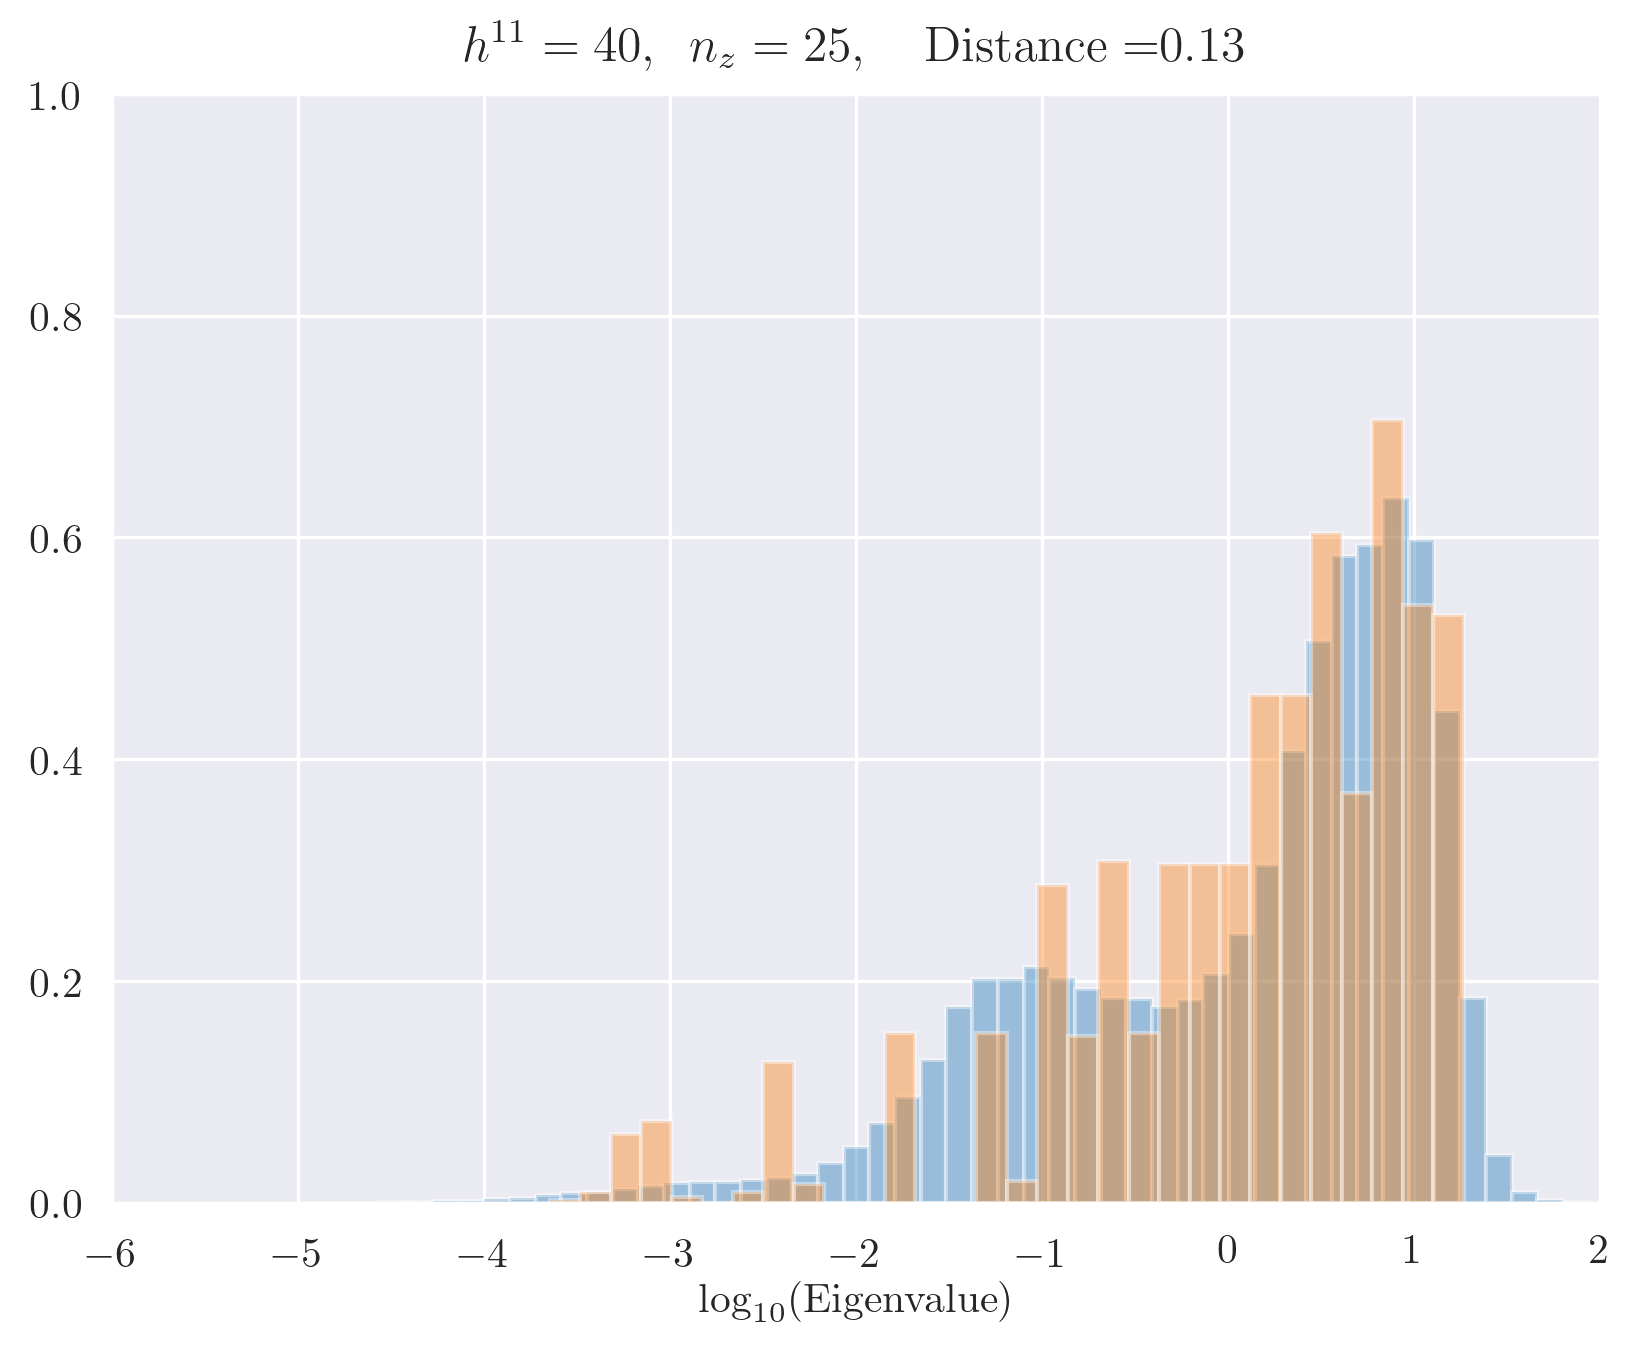 h^{11} = 40, n_z = 25, Distance =0.13
1.0
0.8
0.6
0.4
0.2
0.0
−6 −5 −4 −3 −2 −1 0 1 2
log_{10}(Eigenvalue)